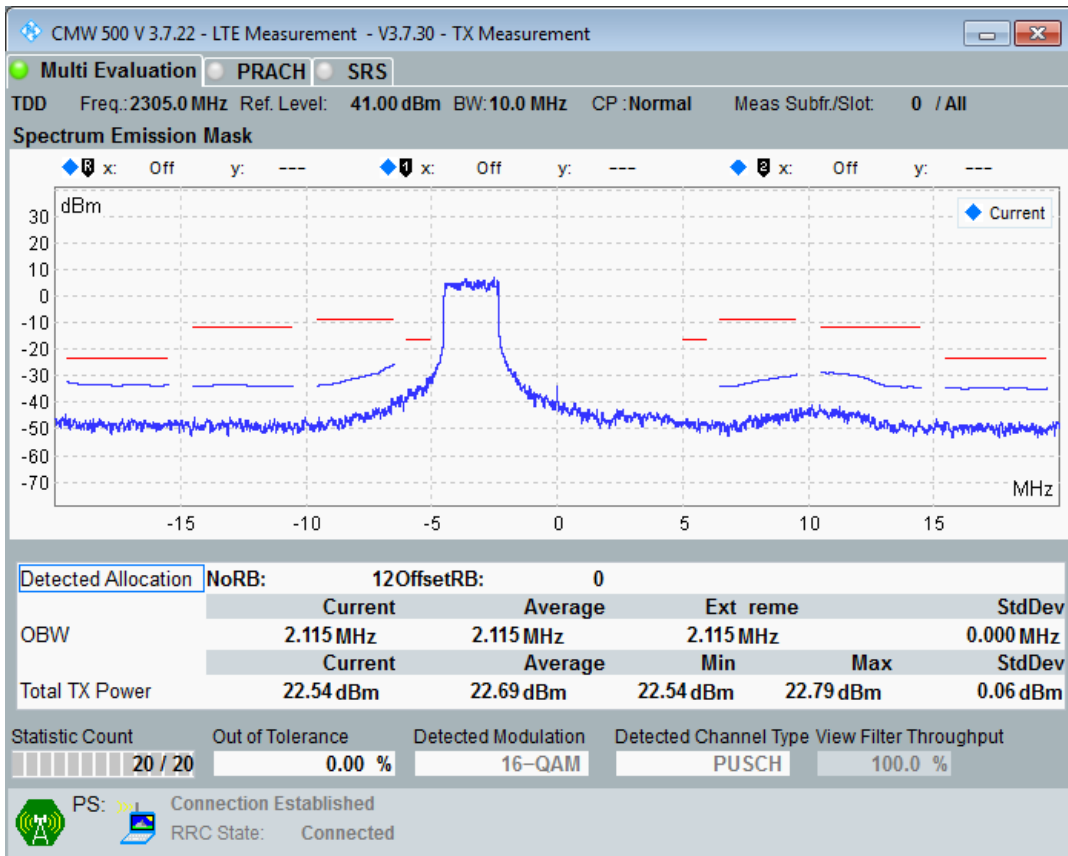 CMW 500 V 3.7.22 - LTE Measurement - V3.7.30 - TX Measurement
Multi Evaluation PRACH SRS
TDD Freq.:2305.0 MHz Ref. Level: 41.00 dBm BW:10.0 MHz CP :Normal Meas Subfr./Slot: 0 / All
Spectrum Emission Mask
R x: Off y: --- 1 x: Off y: --- 2 x: Off y: ---
dBm
Current
30
20
10
0
-10
-20
-30
-40
-50
-60
-70
MHz
-15 -10 -5 0 5 10 15
Detected Allocation NoRB: 12OffsetRB: 0
Current Average Ext reme StdDev
OBW 2.115 MHz 2.115 MHz 2.115 MHz 0.000 MHz
Current Average Min Max StdDev
Total TX Power 22.54 dBm 22.69 dBm 22.54 dBm 22.79 dBm 0.06 dBm
Statistic Count Out of Tolerance Detected Modulation Detected Channel Type View Filter Throughput
20 / 20 0.00 % 16-QAM PUSCH 100.0 %
PS: Connection Established
RRC State: Connected